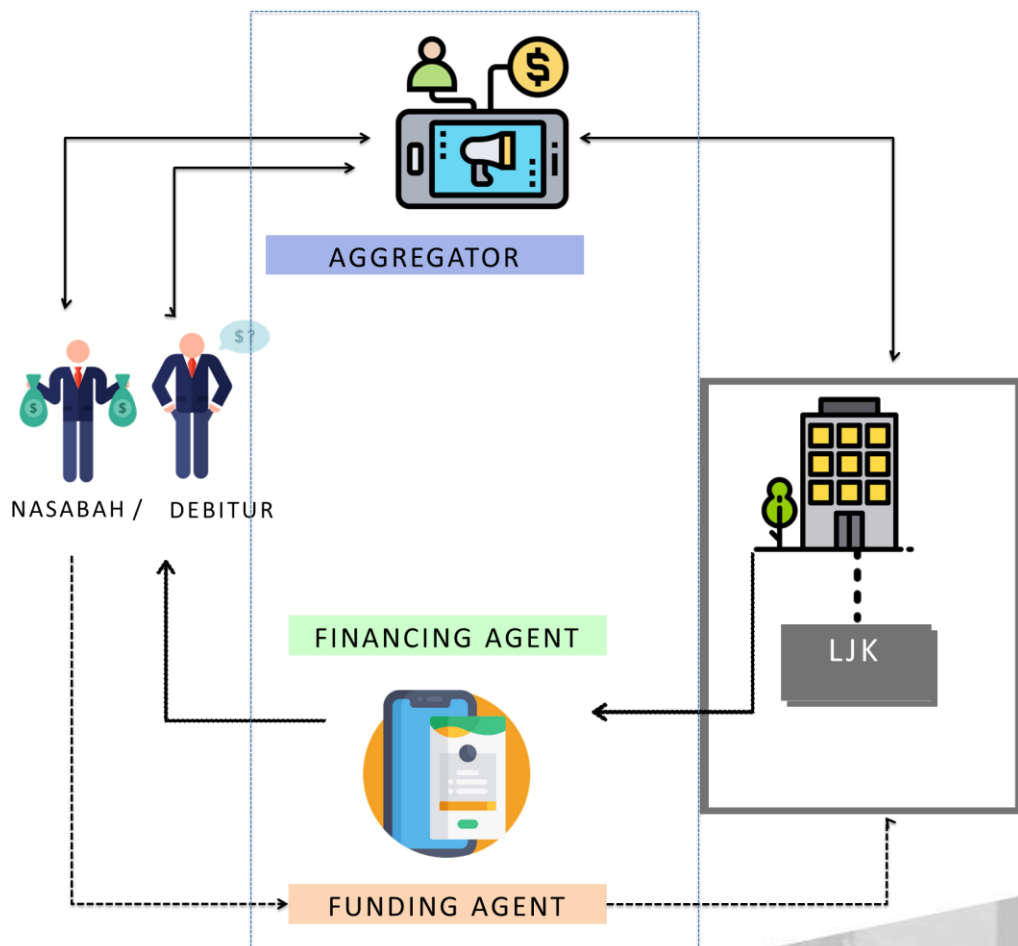 $
AGGREGATOR
$?
$ $
NASABAH / DEBITUR
FINANCING AGENT
LJK
FUNDING AGENT